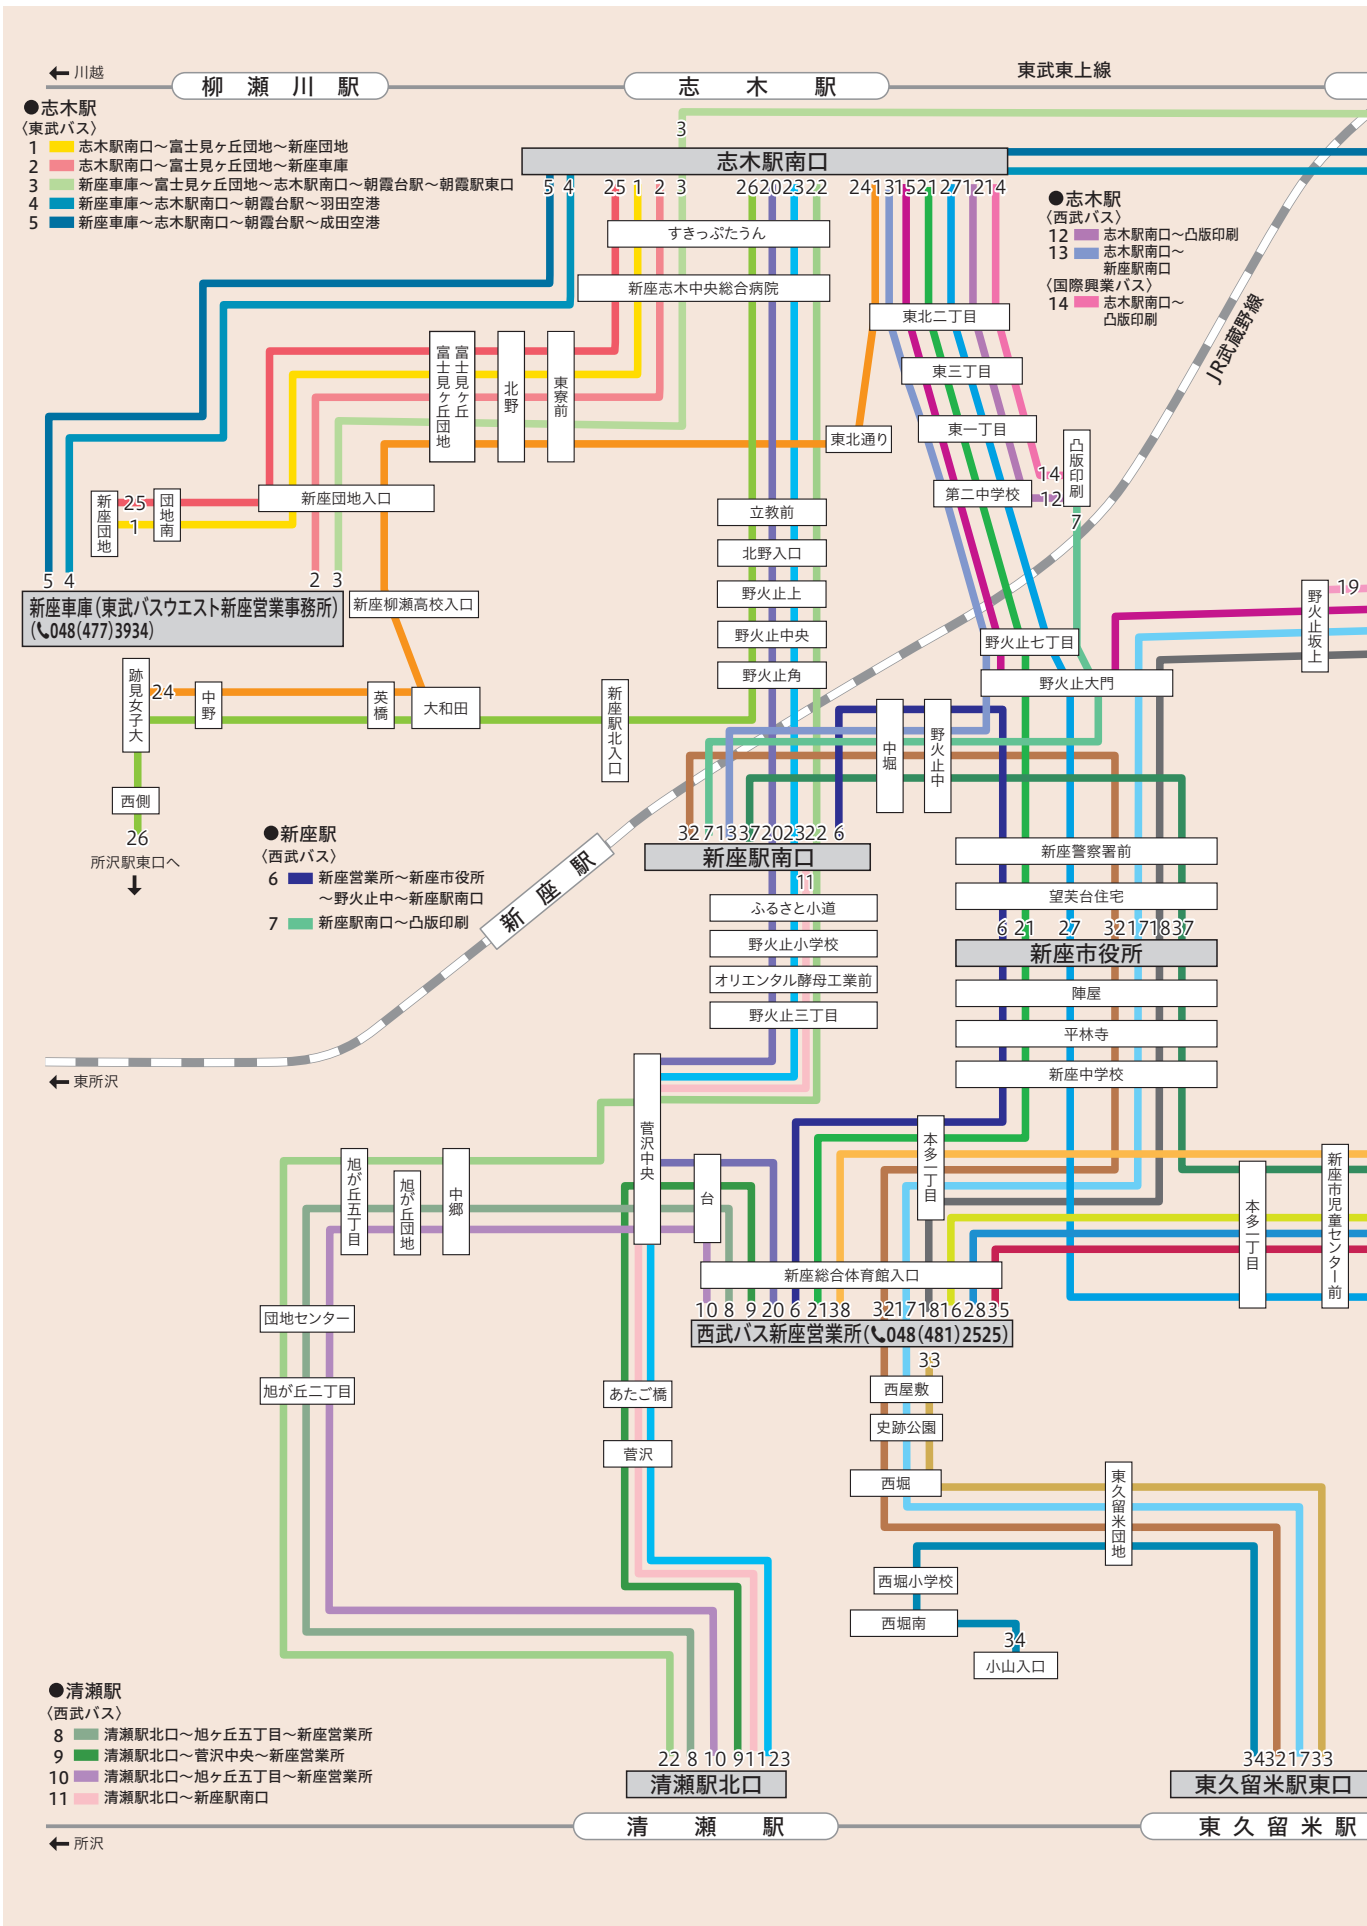 ←川越
柳瀬川駅
志木駅
東武東上線
●志木駅
〈東武バス〉
1 志木駅南口～富士見ヶ丘団地～新座団地
2 志木駅南口～富士見ヶ丘団地～新座車庫
3 新座車庫～富士見ヶ丘団地～志木駅南口～朝霞台駅～朝霞駅東口
4 新座車庫～志木駅南口～朝霞台駅～羽田空港
5 新座車庫～志木駅南口～朝霞台駅～成田空港
3
志木駅南口
5 4 25 1 2 3 26 20 23 22 24 13 15 21 27 12 14
●志木駅
〈西武バス〉
12 志木駅南口～凸版印刷
13 志木駅南口～
新座駅南口
〈国際興業バス〉
14 志木駅南口～
凸版印刷
すきっぷたうん
新座志木中央総合病院
東北二丁目
JR武蔵野線
富士見ヶ丘
富士見ヶ丘団地
北野
東寮前
東三丁目
東一丁目
東北通り
凸版印刷
14
12
7
第二中学校
新座団地
25
1
団地南
新座団地入口
立教前
北野入口
野火止上
野火止中央
野火止角
5 4
2 3
新座車庫(東武バスウエスト新座営業事務所)
(048(477)3934)
新座柳瀬高校入口
野火止坂上
19
野火止七丁目
野火止大門
跡見女子大
24
中野
英橋
大和田
新座駅北入口
中堀
野火止中
西側
26
所沢駅東口へ
↓
●新座駅
〈西武バス〉
6 新座営業所～新座市役所
～野火止中～新座駅南口
7 新座駅南口～凸版印刷
新座駅
32 7 13 37 20 23 22 6
新座駅南口
11
新座警察署前
望芙台住宅
6 21 27 32 17 18 37
新座市役所
ふるさと小道
野火止小学校
オリエンタル酵母工業前
野火止三丁目
陣屋
平林寺
新座中学校
←東所沢
菅沢中央
本多一丁目
旭が丘五丁目
旭が丘団地
中郷
台
本多一丁目
新座市児童センター前
新座総合体育館入口
10 8 9 20 6 21 38 32 17 18 16 28 35
西武バス新座営業所(048(481)2525)
33
団地センター
旭が丘二丁目
あたご橋
菅沢
西屋敷
史跡公園
西堀
東久留米団地
西堀小学校
西堀南
34
小山入口
●清瀬駅
〈西武バス〉
8 清瀬駅北口～旭ヶ丘五丁目～新座営業所
9 清瀬駅北口～菅沢中央～新座営業所
10 清瀬駅北口～旭ヶ丘五丁目～新座営業所
11 清瀬駅北口～新座駅南口
22 8 10 9 11 23
清瀬駅北口
34 32 17 33
東久留米駅東口
←所沢
清瀬駅
東久留米駅